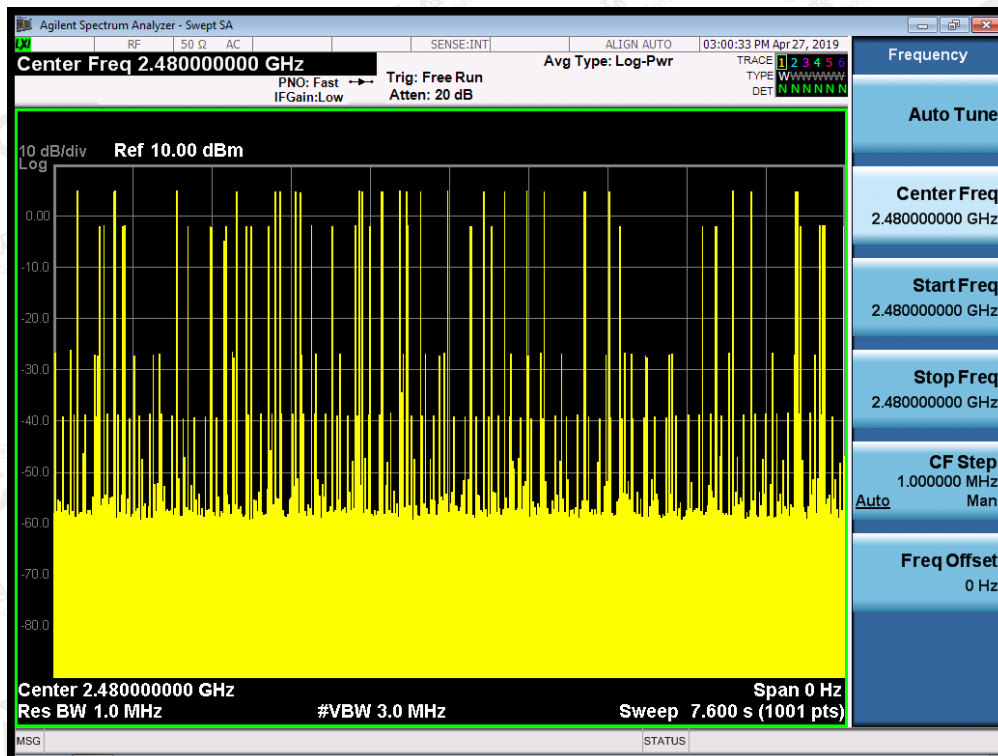 Agilent Spectrum Analyzer - Swept SA
LXI RF 50 Ω AC SENSE:INT ALIGN AUTO 03:00:33 PM Apr 27, 2019
Center Freq 2.480000000 GHz
PNO: Fast
IFGain:Low
Trig: Free Run
Atten: 20 dB
Avg Type: Log-Pwr
TRACE 1 2 3 4 5 6
TYPE WWWWWW
DET N N N N N N
10 dB/div Ref 10.00 dBm
Log
0.00
-10.0
-20.0
-30.0
-40.0
-50.0
-60.0
-70.0
-80.0
Center 2.480000000 GHz Span 0 Hz
Res BW 1.0 MHz #VBW 3.0 MHz Sweep 7.600 s (1001 pts)
MSG STATUS
Frequency
Auto Tune
Center Freq
2.480000000 GHz
Start Freq
2.480000000 GHz
Stop Freq
2.480000000 GHz
CF Step
1.000000 MHz
Auto Man
Freq Offset
0 Hz